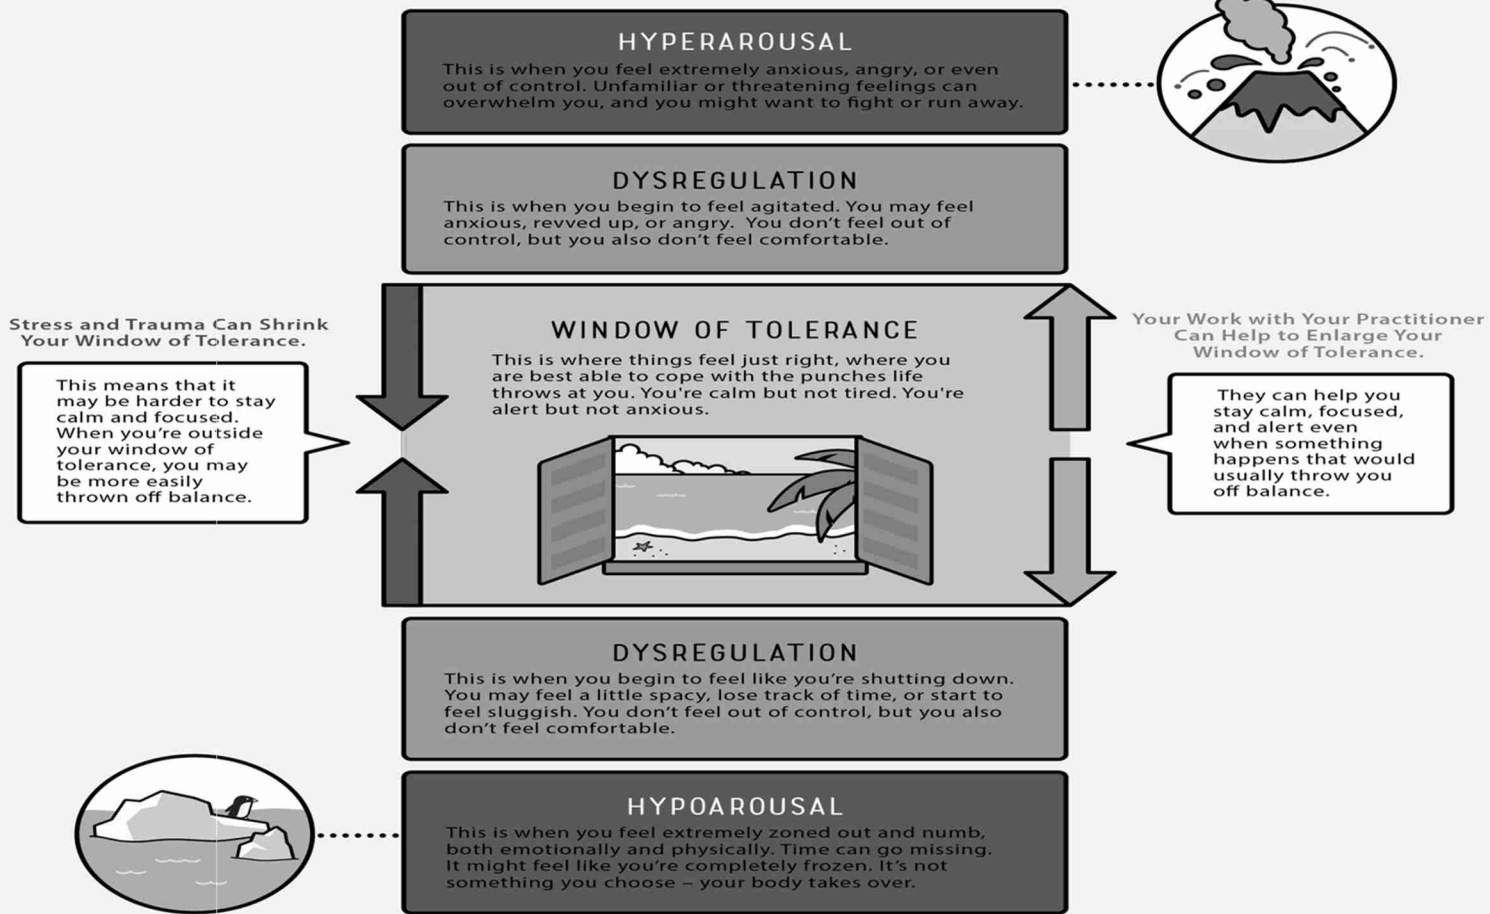 HYPERAROUSAL
This is when you feel extremely anxious, angry, or even
out of control. Unfamiliar or threatening feelings can
overwhelm you, and you might want to fight or run away.
DYSREGULATION
This is when you begin to feel agitated. You may feel
anxious, revved up, or angry. You don't feel out of
control, but you also don't feel comfortable.
Stress and Trauma Can Shrink
Your Window of Tolerance.
This means that it
may be harder to stay
calm and focused.
When you're outside
your window of
tolerance, you may
be more easily
thrown off balance.
WINDOW OF TOLERANCE
This is where things feel just right, where you
are best able to cope with the punches life
throws at you. You're calm but not tired. You're
alert but not anxious.
Your Work with Your Practitioner
Can Help to Enlarge Your
Window of Tolerance.
They can help you
stay calm, focused,
and alert even
when something
happens that would
usually throw you
off balance.
DYSREGULATION
This is when you begin to feel like you're shutting down.
You may feel a little spacy, lose track of time, or start to
feel sluggish. You don't feel out of control, but you also
don't feel comfortable.
HYPOAROUSAL
This is when you feel extremely zoned out and numb,
both emotionally and physically. Time can go missing.
It might feel like you're completely frozen. It's not
something you choose – your body takes over.